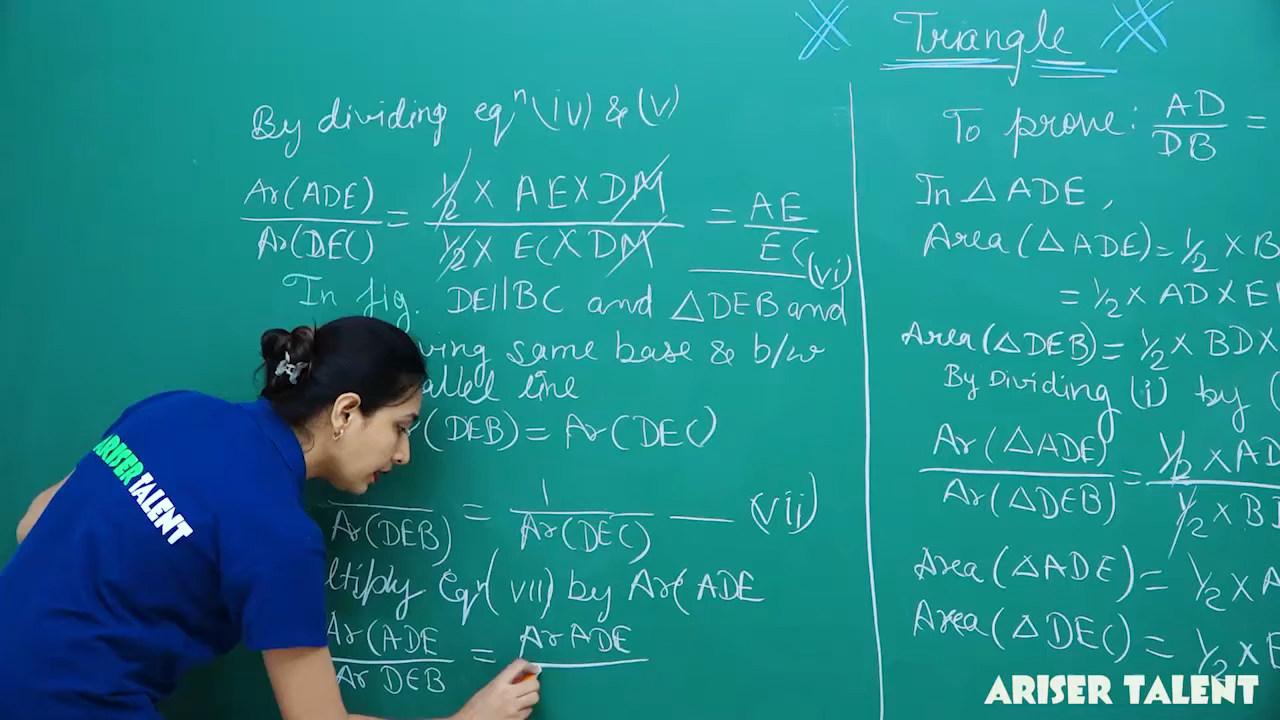 Triangle
By dividing eqⁿ (iv) & (v)
Ar(ADE) / Ar(DEC) = 1/2 X AE X DM / 1/2 X EC X DM = AE / EC (vi)
In fig. DE||BC and △DEB and
same base & b/w
line
(DEB) = Ar(DEC)
Ar(DEB) = 1 / Ar(DEC) (vii)
Eqn (vii) by Ar(ADE
Ar(ADE / Ar DEB = Ar ADE
To prove: AD / DB =
In △ADE,
Area (△ADE) = 1/2 X B
= 1/2 X AD X E
Area (△DEB) = 1/2 X BD X
By Dividing (i) by (
Ar(△ADE) / Ar(△DEB) = 1/2 X AD / 1/2 X B
Area (△ADE) = 1/2 X A
Area (△DEC) = 1/2 X E
ARISER TALENT
ARISER TALENT